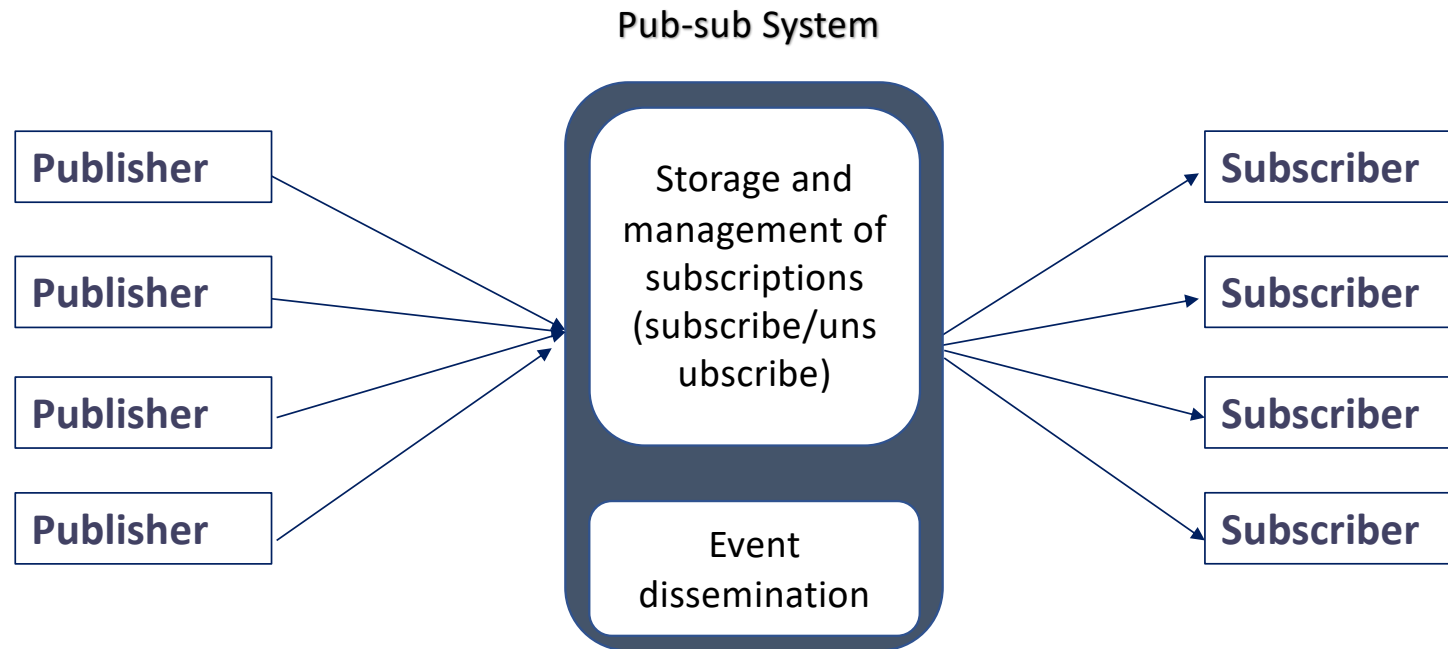 Pub-sub System
Publisher
Publisher
Publisher
Publisher
Storage and
management of
subscriptions
(subscribe/uns
ubscribe)
Event
dissemination
Subscriber
Subscriber
Subscriber
Subscriber